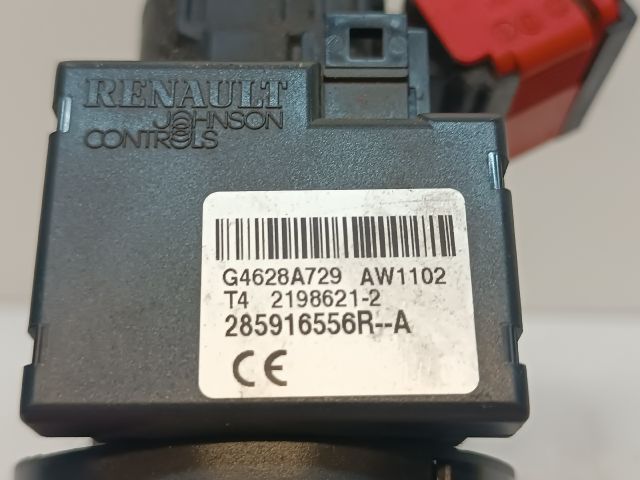 RENAULT
JOHNSON
CONTROLS
G4628A729 AW1102
T4 2198621-2
285916556R--A
CE